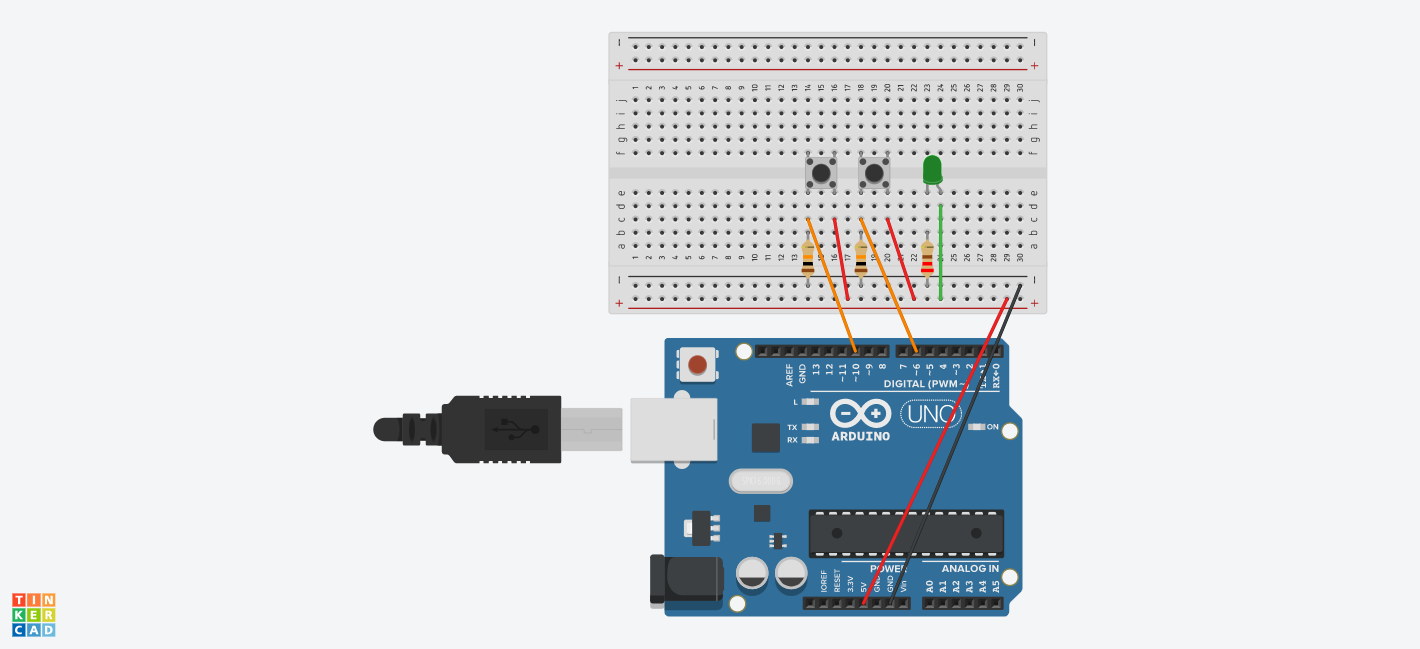 − −
+ +
1 2 3 4 5 6 7 8 9 10 11 12 13 14 15 16 17 18 19 20 21 22 23 24 25 26 27 28 29 30
j j
i i
h h
g g
f f
e e
d d
c c
b b
a a
1 2 3 4 5 6 7 8 9 10 11 12 13 14 15 16 17 18 19 20 21 22 23 24 25 26 27 28 29 30
− −
+ +
AREF GND 13 12 ~11 ~10 ~9 8 7 ~6 ~5 4 ~3 2 RX←0
DIGITAL (PWM~)
L
UNO
TX
RX
ON
ARDUINO
POWER ANALOG IN
IOREF RESET 3.3V 5V GND GND Vin A0 A1 A2 A3 A4 A5
TIN
KER
CAD